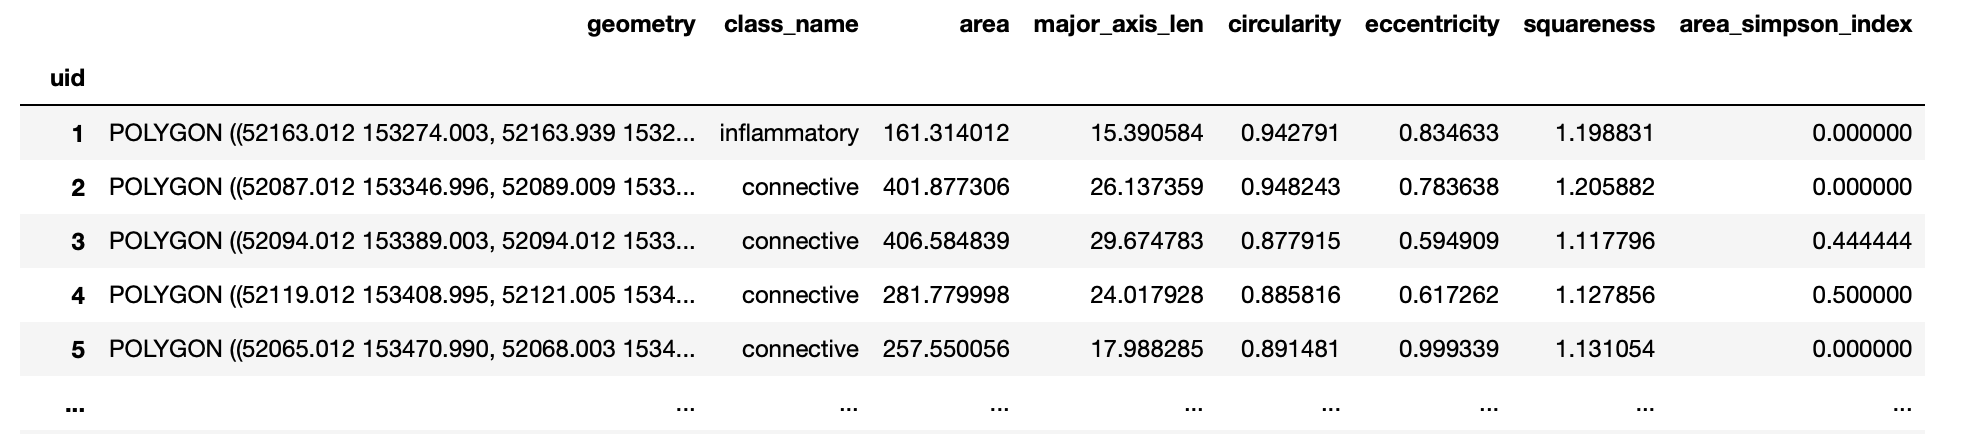 geometry class_name area major_axis_len circularity eccentricity squareness area_simpson_index
uid
1 POLYGON ((52163.012 153274.003, 52163.939 1532... inflammatory 161.314012 15.390584 0.942791 0.834633 1.198831 0.000000
2 POLYGON ((52087.012 153346.996, 52089.009 1533... connective 401.877306 26.137359 0.948243 0.783638 1.205882 0.000000
3 POLYGON ((52094.012 153389.003, 52094.012 1533... connective 406.584839 29.674783 0.877915 0.594909 1.117796 0.444444
4 POLYGON ((52119.012 153408.995, 52121.005 1534... connective 281.779998 24.017928 0.885816 0.617262 1.127856 0.500000
5 POLYGON ((52065.012 153470.990, 52068.003 1534... connective 257.550056 17.988285 0.891481 0.999339 1.131054 0.000000
... ... ... ... ... ... ... ... ...